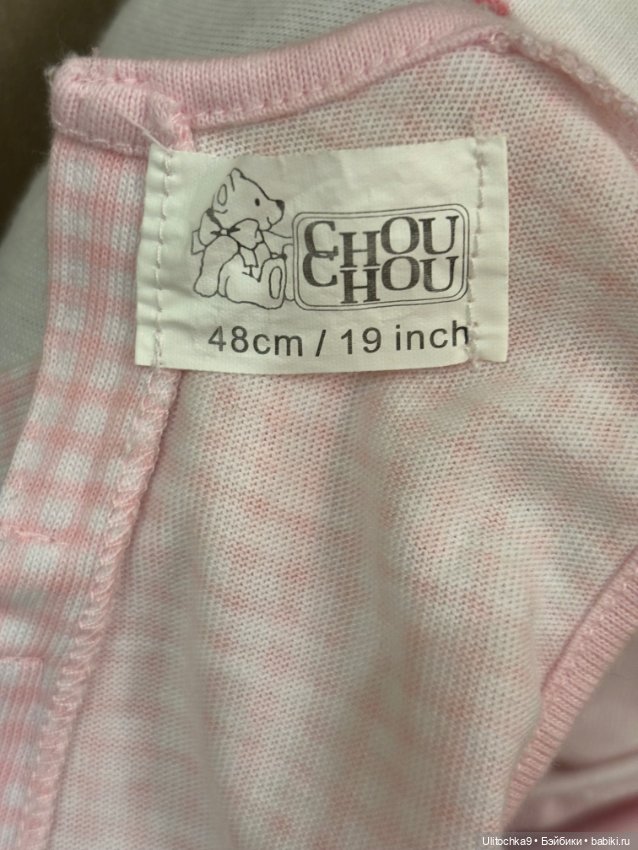 CHOU
CHOU
48cm / 19 inch
Ulitochka9 • Бэйбики • babiki.ru